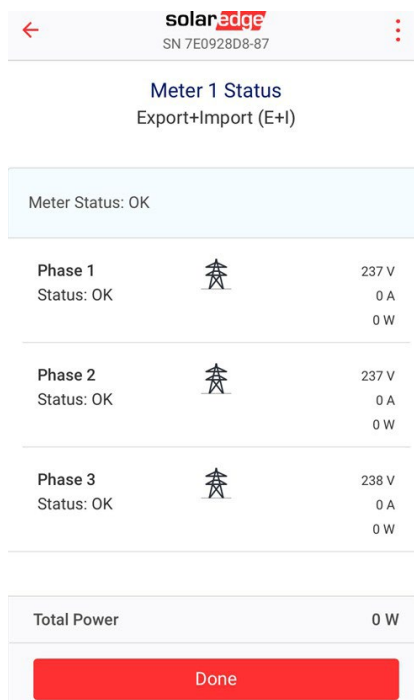 solaredge
SN 7E0928D8-87
Meter 1 Status
Export+Import (E+I)
Meter Status: OK
Phase 1
Status: OK
237 V
0 A
0 W
Phase 2
Status: OK
237 V
0 A
0 W
Phase 3
Status: OK
238 V
0 A
0 W
Total Power 0 W
Done